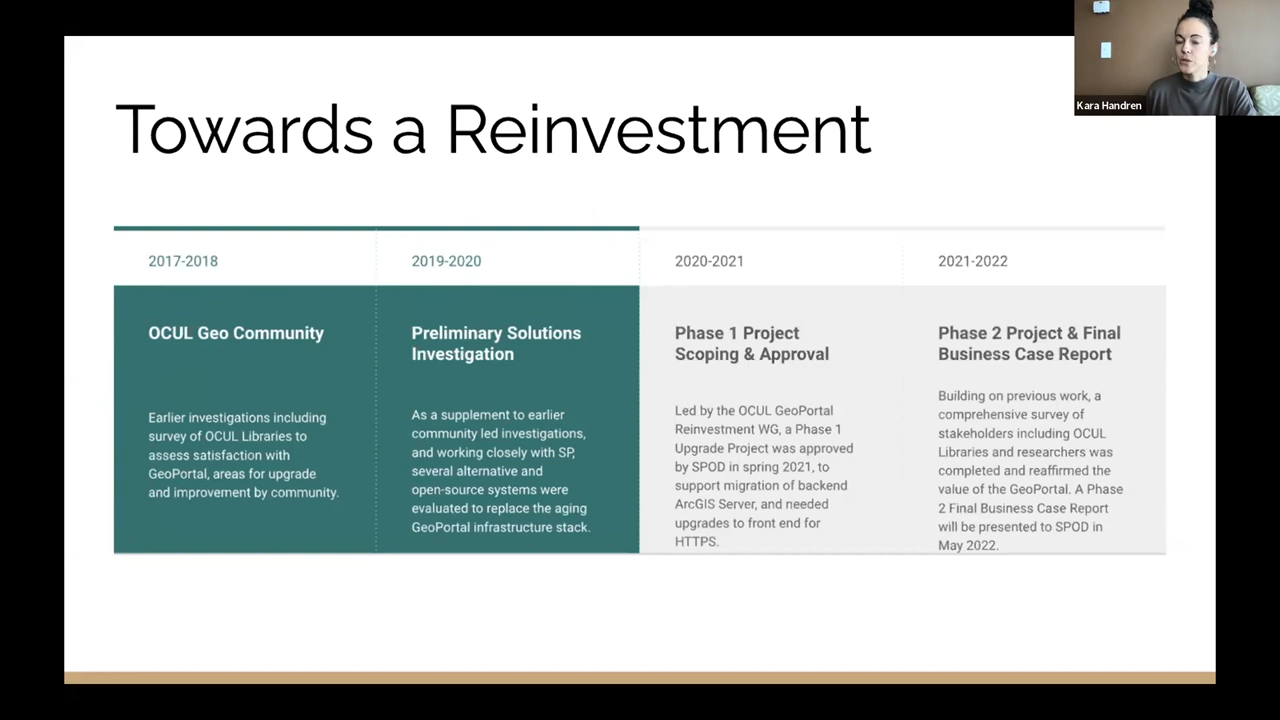 Kara Handren
Towards a Reinvestment
2017-2018
OCUL Geo Community
Earlier investigations including
survey of OCUL Libraries to
assess satisfaction with
GeoPortal, areas for upgrade
and improvement by community.
2019-2020
Preliminary Solutions
Investigation
As a supplement to earlier
community led investigations,
and working closely with SP,
several alternative and
open-source systems were
evaluated to replace the aging
GeoPortal infrastructure stack.
2020-2021
Phase 1 Project
Scoping & Approval
Led by the OCUL GeoPortal
Reinvestment WG, a Phase 1
Upgrade Project was approved
by SPOD in spring 2021, to
support migration of backend
ArcGIS Server, and needed
upgrades to front end for
HTTPS.
2021-2022
Phase 2 Project & Final
Business Case Report
Building on previous work, a
comprehensive survey of
stakeholders including OCUL
Libraries and researchers was
completed and reaffirmed the
value of the GeoPortal. A Phase
2 Final Business Case Report
will be presented to SPOD in
May 2022.